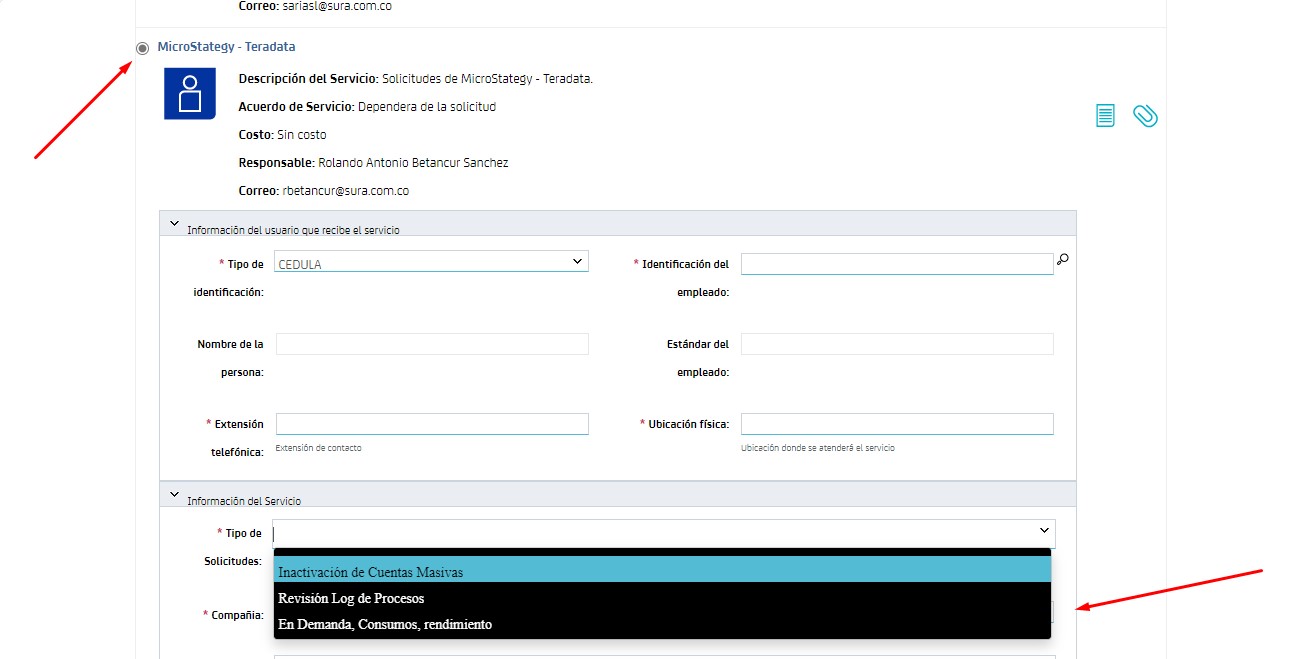 Correo: sariasl@sura.com.co
MicroStategy - Teradata
Descripción del Servicio: Solicitudes de MicroStategy - Teradata.
Acuerdo de Servicio: Dependera de la solicitud
Costo: Sin costo
Responsable: Rolando Antonio Betancur Sanchez
Correo: rbetancur@sura.com.co
Información del usuario que recibe el servicio
* Tipo de identificación: CEDULA
* Identificación del empleado:
Nombre de la persona:
Estándar del empleado:
* Extensión telefónica:
Extensión de contacto
* Ubicación física:
Ubicación donde se atenderá el servicio
Información del Servicio
* Tipo de Solicitudes:
Inactivación de Cuentas Masivas
Revisión Log de Procesos
En Demanda, Consumos, rendimiento
* Compañia: